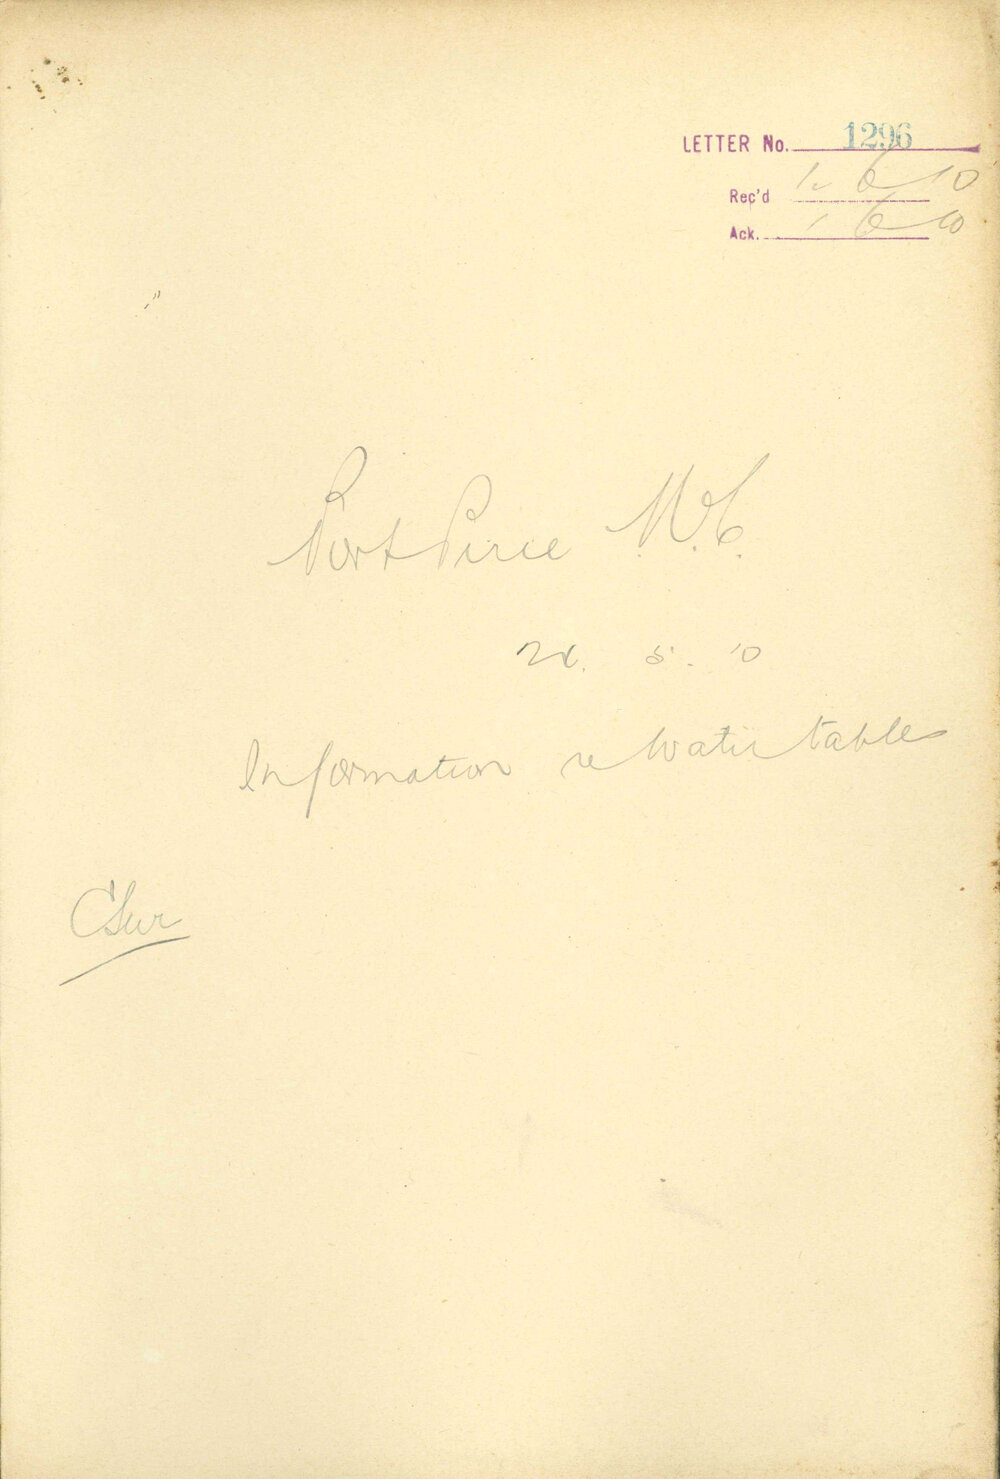 LETTER No. 1296
Rec'd 1. 6 10
Ack. 1 6 10
Port Pirie M.C.
5. 10
Information re Water tables
CSur